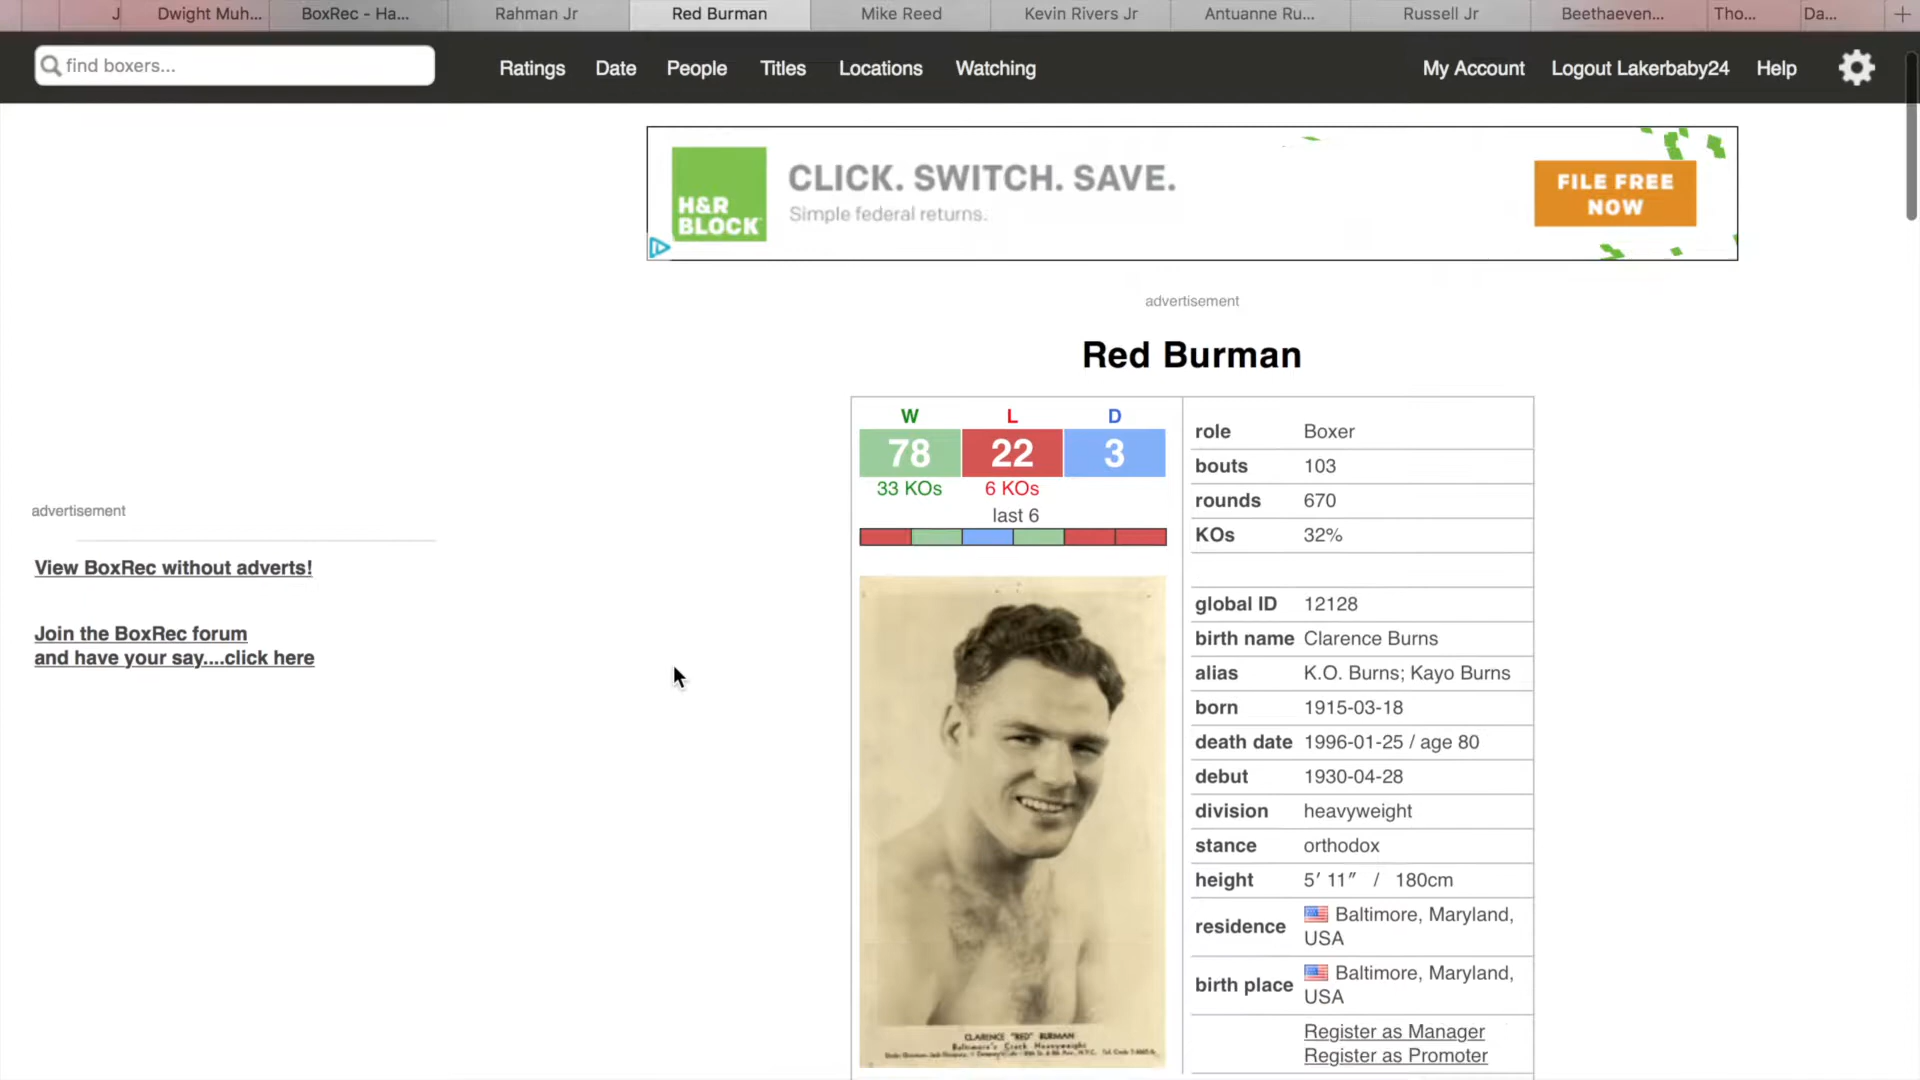 J
Dwight Muh...
BoxRec - Ha...
Rahman Jr
Red Burman
Mike Reed
Kevin Rivers Jr
Antuanne Ru...
Russell Jr
Beethaeven...
Tho...
Da...
find boxers...
Ratings
Date
People
Titles
Locations
Watching
My Account
Logout Lakerbaby24
Help
H&R
BLOCK
CLICK. SWITCH. SAVE.
Simple federal returns.
FILE FREE
NOW
advertisement
Red Burman
W L D
78 22 3
33 KOs 6 KOs
last 6
role Boxer
bouts 103
rounds 670
KOs 32%
global ID 12128
birth name Clarence Burns
alias K.O. Burns; Kayo Burns
born 1915-03-18
death date 1996-01-25 / age 80
debut 1930-04-28
division heavyweight
stance orthodox
height 5′ 11″ / 180cm
residence Baltimore, Maryland,
USA
birth place Baltimore, Maryland,
USA
Register as Manager
Register as Promoter
advertisement
View BoxRec without adverts!
Join the BoxRec forum
and have your say....click here
CLARENCE "RED" BURMAN
Baltimore's Crack Heavyweight